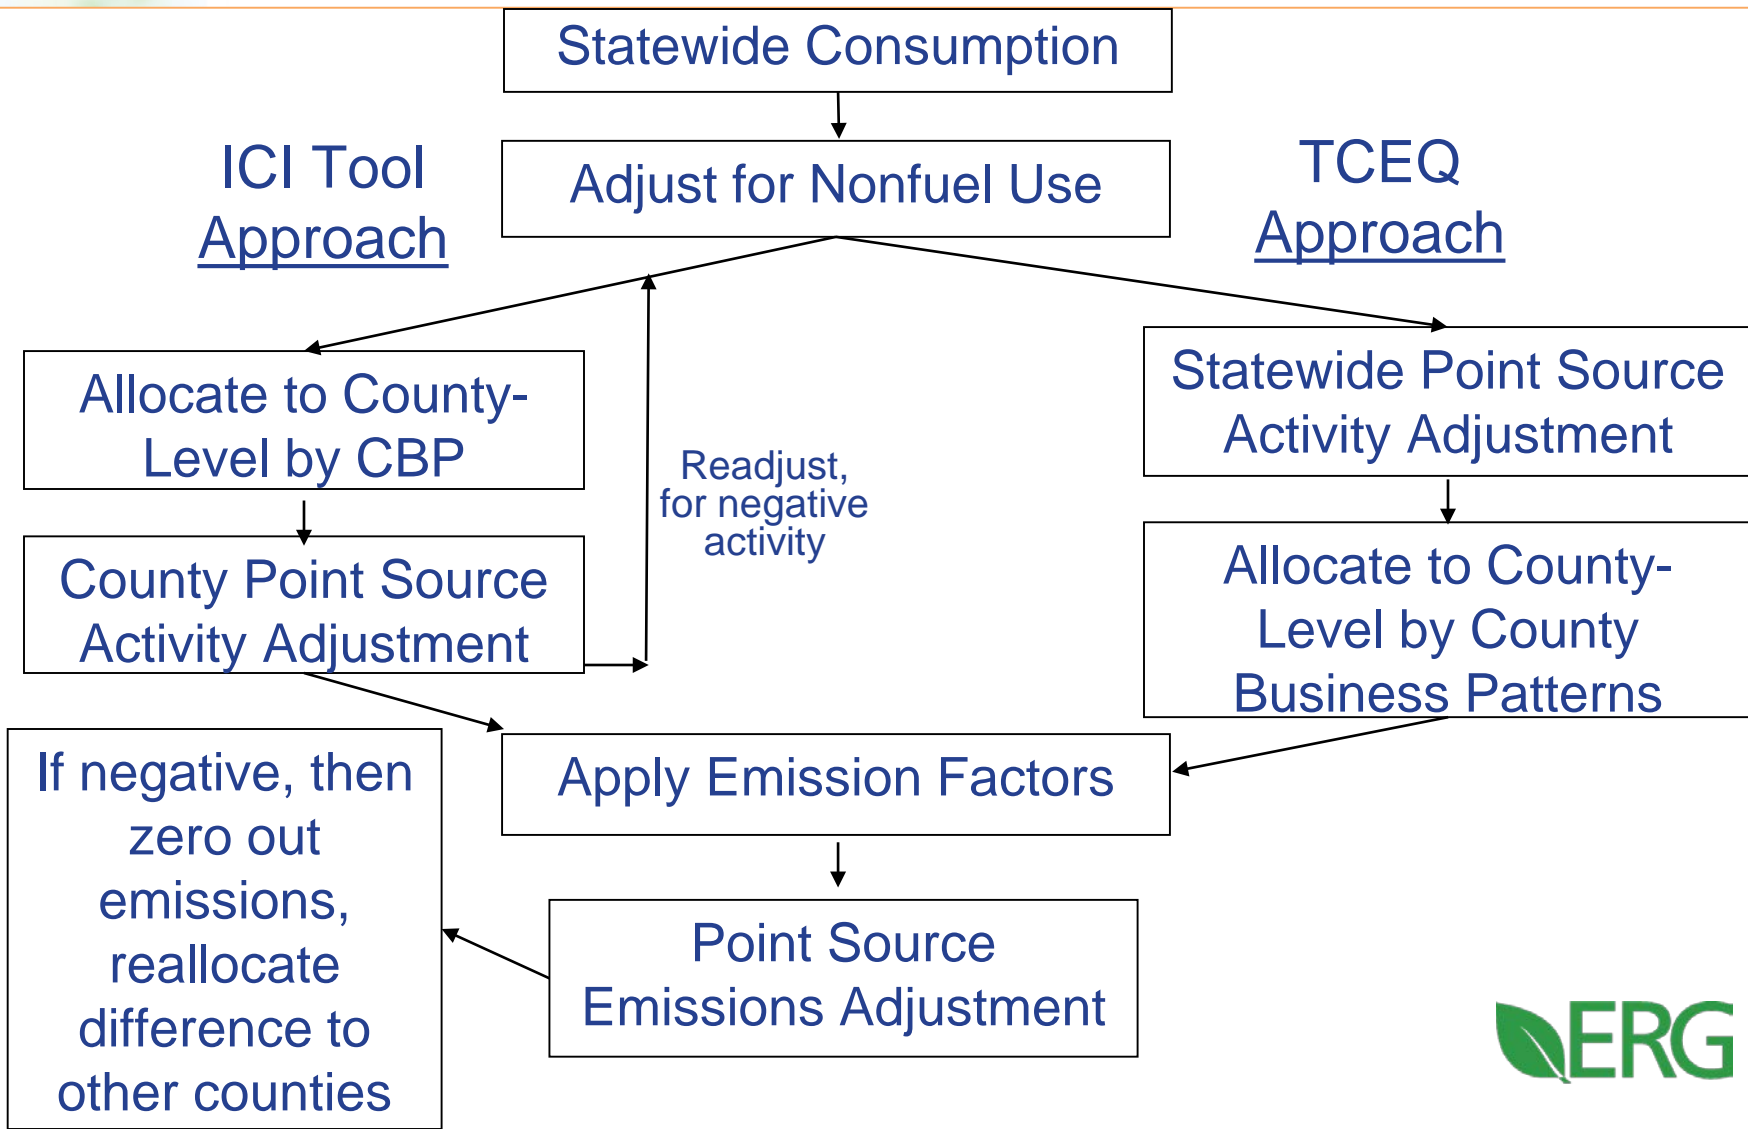 Statewide Consumption
ICI Tool
Approach
Adjust for Nonfuel Use
TCEQ
Approach
Allocate to County-
Level by CBP
Readjust,
for negative
activity
Statewide Point Source
Activity Adjustment
County Point Source
Activity Adjustment
Allocate to County-
Level by County
Business Patterns
If negative, then
zero out
emissions,
reallocate
difference to
other counties
Apply Emission Factors
Point Source
Emissions Adjustment
ERG